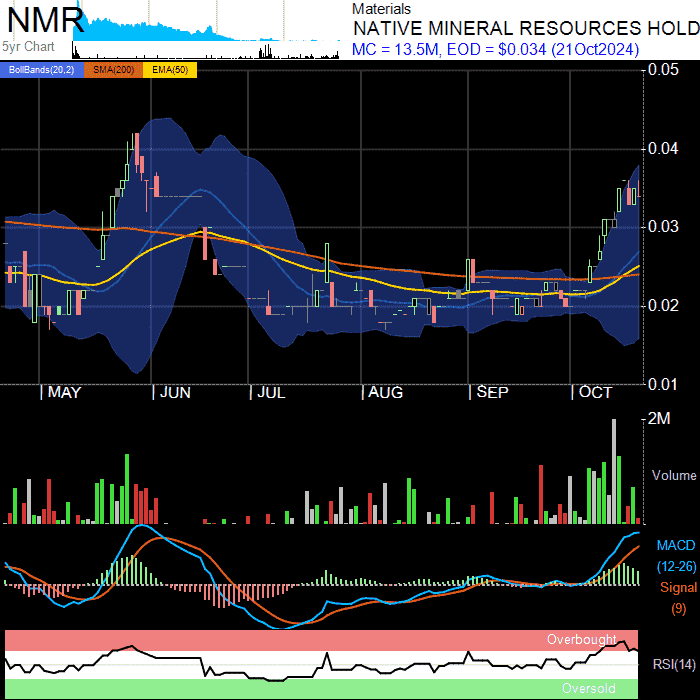 NMR
5yr Chart
Materials
NATIVE MINERAL RESOURCES HOLD
MC = 13.5M, EOD = $0.034 (21Oct2024)
BollBands(20,2) SMA(200) EMA(50)
0.05
0.04
0.03
0.02
0.01
MAY JUN JUL AUG SEP OCT
2M
Volume
MACD
(12-26)
Signal
(9)
Overbought
RSI(14)
Oversold